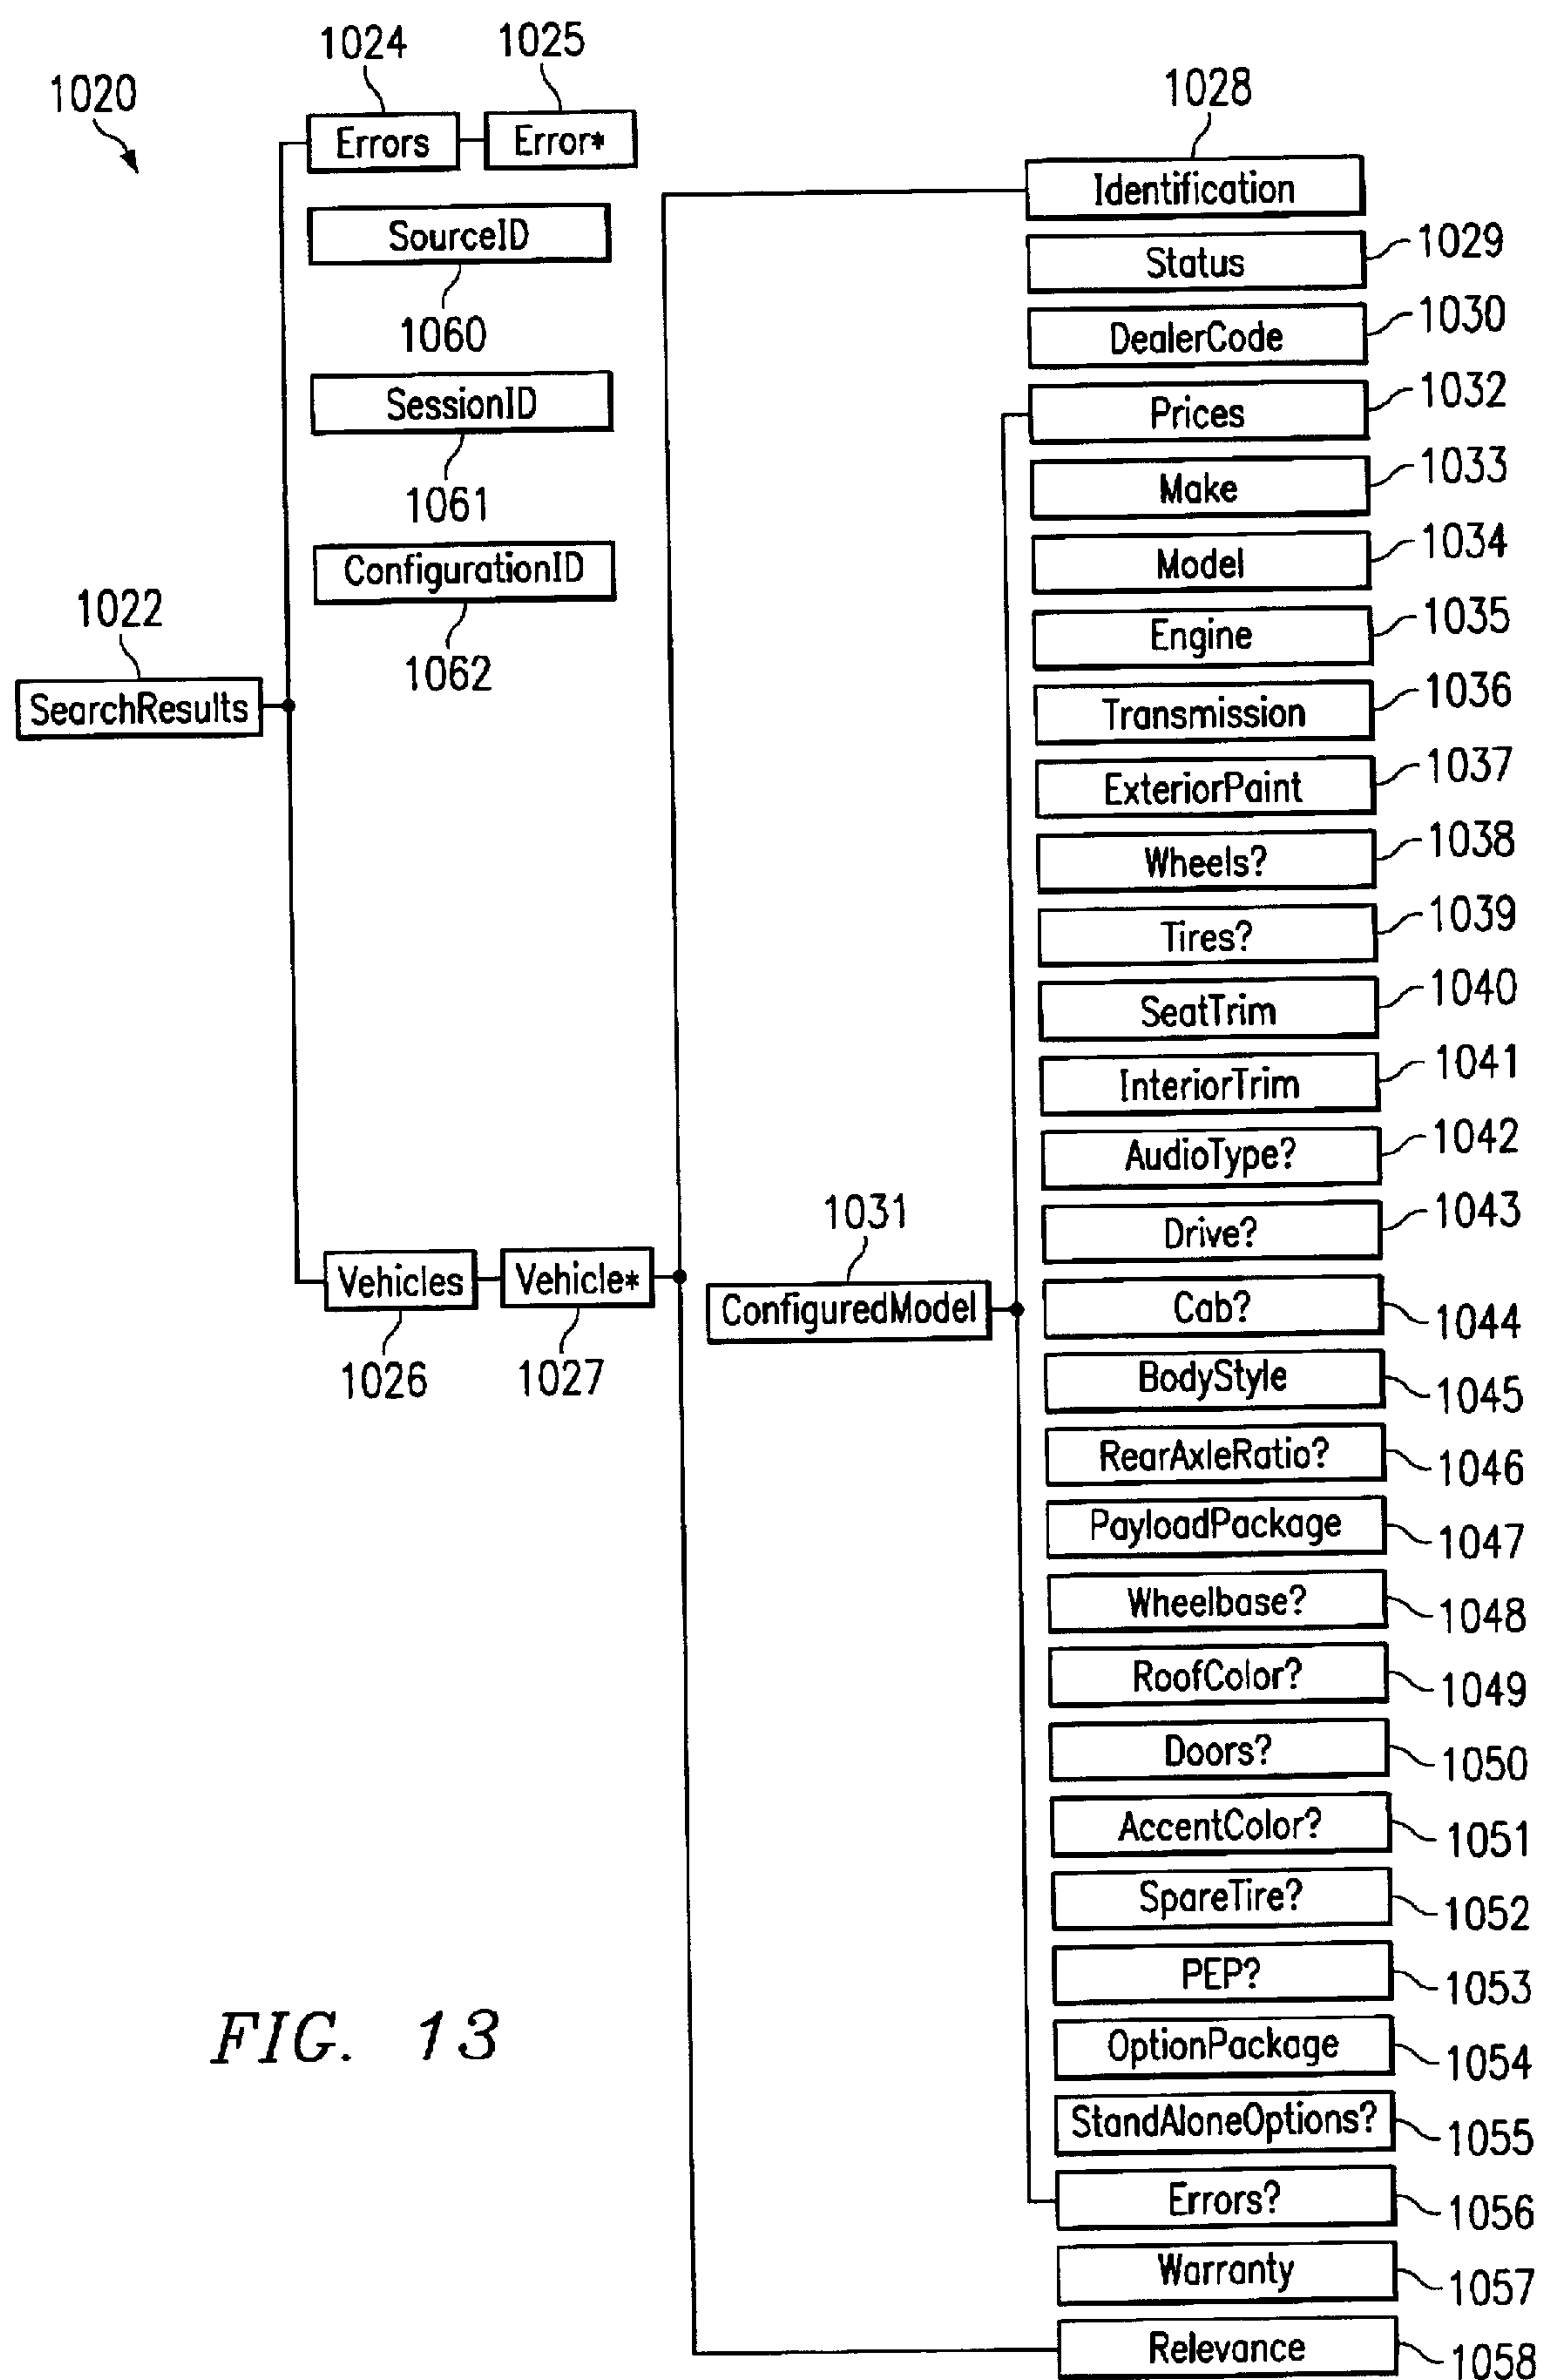 1020
1024
1025
Errors
Error*
SourceID
1060
SessionID
1061
ConfigurationID
1062
1022
SearchResults
Vehicles
Vehicle*
1026
1027
1031
ConfiguredModel
1028
Identification
Status
1029
DealerCode
1030
Prices
1032
Make
1033
Model
1034
Engine
1035
Transmission
1036
ExteriorPaint
1037
Wheels?
1038
Tires?
1039
SeatTrim
1040
InteriorTrim
1041
AudioType?
1042
Drive?
1043
Cab?
1044
BodyStyle
1045
RearAxleRatio?
1046
PayloadPackage
1047
Wheelbase?
1048
RoofColor?
1049
Doors?
1050
AccentColor?
1051
SpareTire?
1052
PEP?
1053
OptionPackage
1054
StandAloneOptions?
1055
Errors?
1056
Warranty
1057
Relevance
1058
FIG. 13